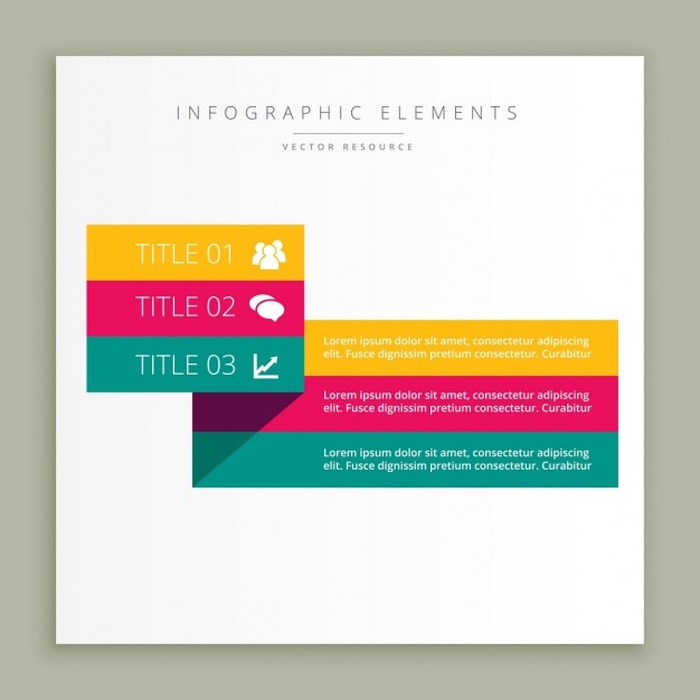 INFOGRAPHIC ELEMENTS
VECTOR RESOURCE
TITLE 01
TITLE 02
TITLE 03
Lorem ipsum dolor sit amet, consectetur adipiscing
elit. Fusce dignissim pretium consectetur. Curabitur
Lorem ipsum dolor sit amet, consectetur adipiscing
elit. Fusce dignissim pretium consectetur. Curabitur
Lorem ipsum dolor sit amet, consectetur adipiscing
elit. Fusce dignissim pretium consectetur. Curabitur